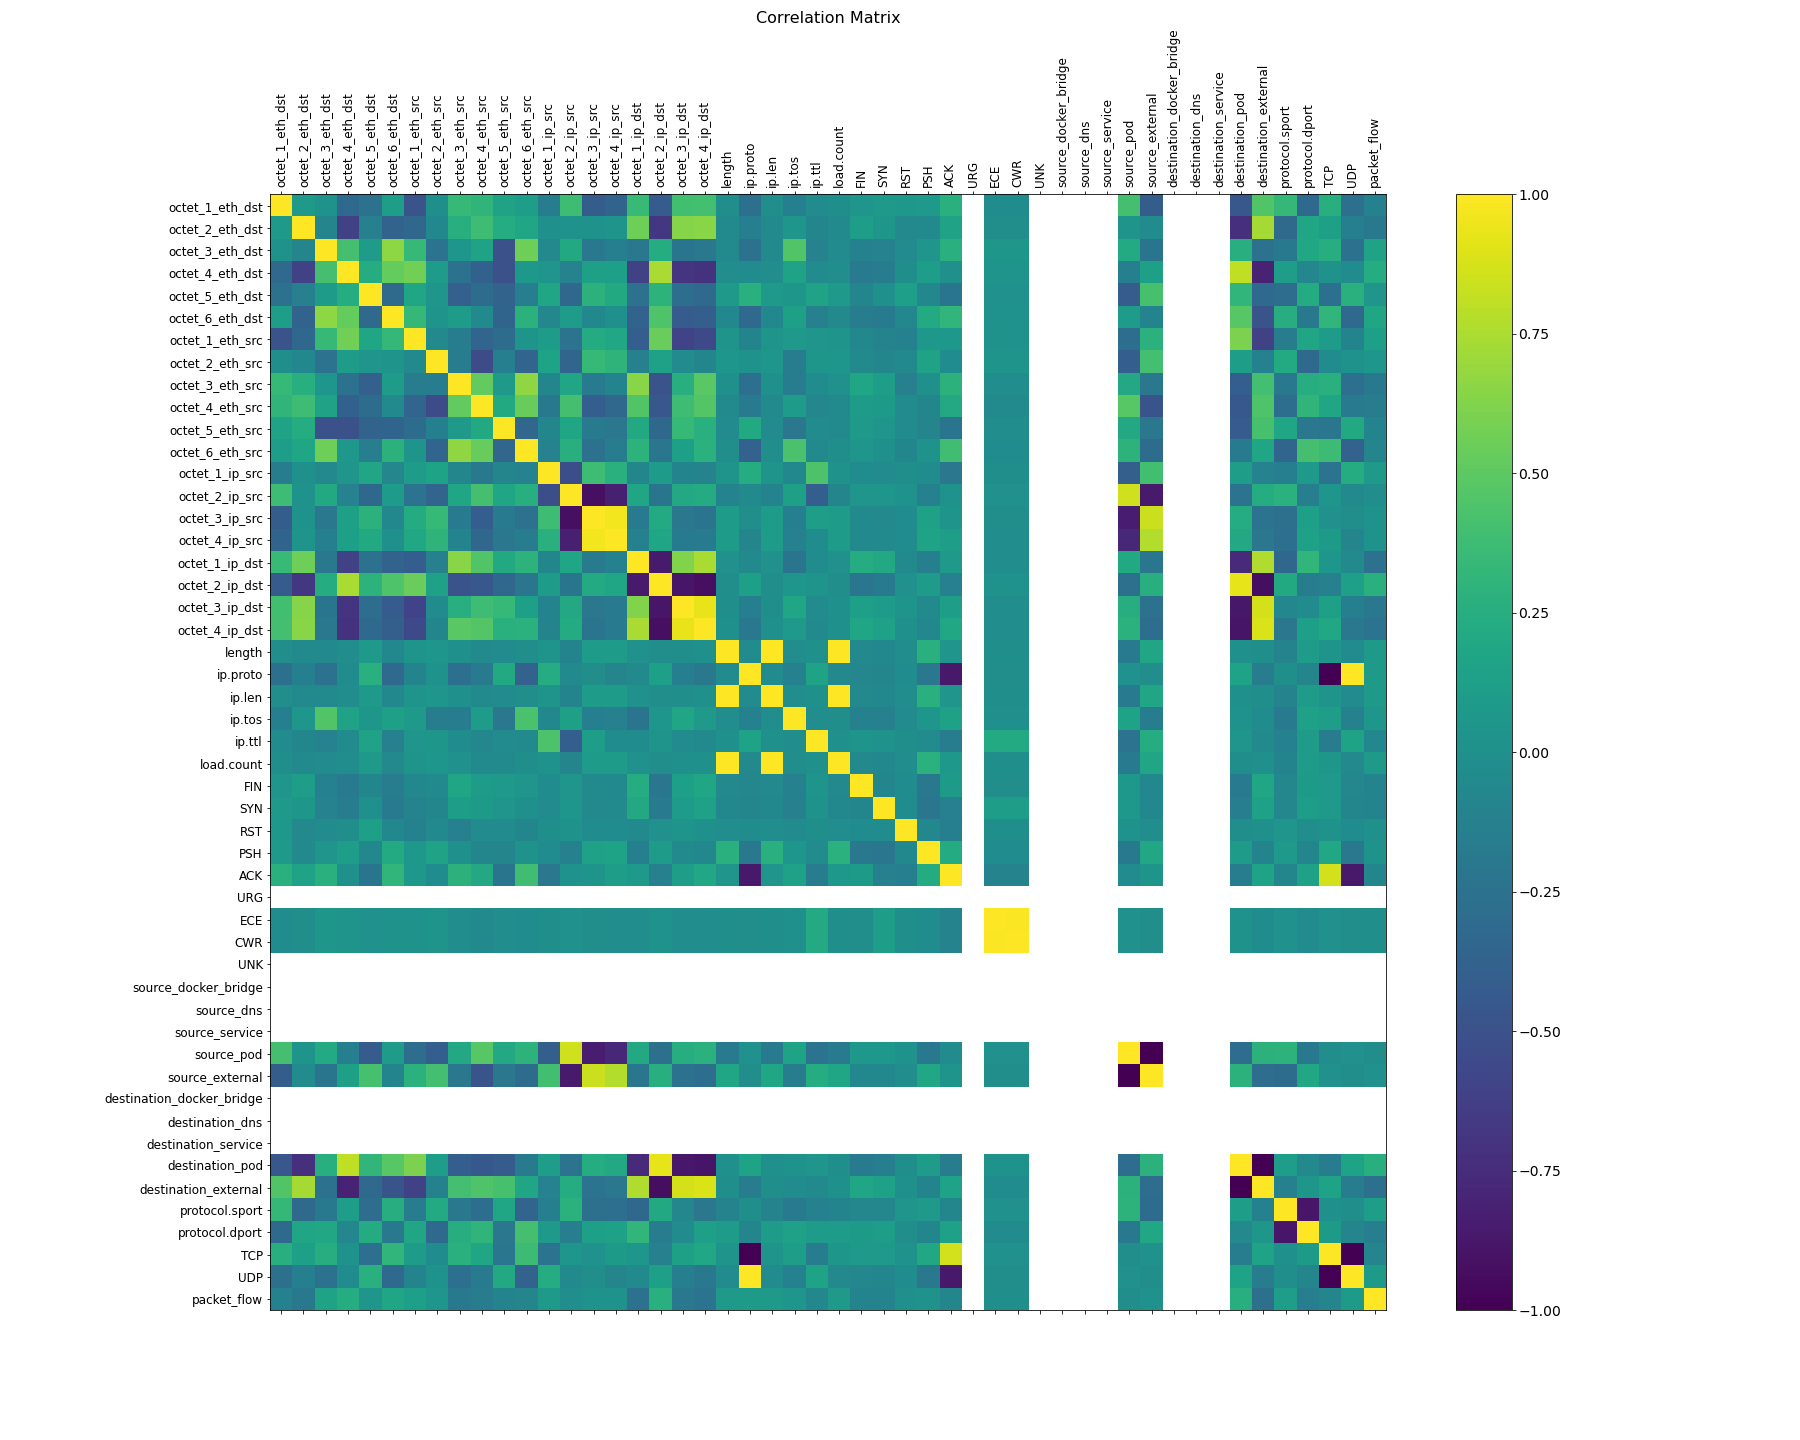 Correlation Matrix
octet_1_eth_dst
octet_2_eth_dst
octet_3_eth_dst
octet_4_eth_dst
octet_5_eth_dst
octet_6_eth_dst
octet_1_eth_src
octet_2_eth_src
octet_3_eth_src
octet_4_eth_src
octet_5_eth_src
octet_6_eth_src
octet_1_ip_src
octet_2_ip_src
octet_3_ip_src
octet_4_ip_src
octet_1_ip_dst
octet_2_ip_dst
octet_3_ip_dst
octet_4_ip_dst
length
ip.proto
ip.len
ip.tos
ip.ttl
load.count
FIN
SYN
RST
PSH
ACK
URG
ECE
CWR
UNK
source_docker_bridge
source_dns
source_service
source_pod
source_external
destination_docker_bridge
destination_dns
destination_service
destination_pod
destination_external
protocol.sport
protocol.dport
TCP
UDP
packet_flow
octet_1_eth_dst
octet_2_eth_dst
octet_3_eth_dst
octet_4_eth_dst
octet_5_eth_dst
octet_6_eth_dst
octet_1_eth_src
octet_2_eth_src
octet_3_eth_src
octet_4_eth_src
octet_5_eth_src
octet_6_eth_src
octet_1_ip_src
octet_2_ip_src
octet_3_ip_src
octet_4_ip_src
octet_1_ip_dst
octet_2_ip_dst
octet_3_ip_dst
octet_4_ip_dst
length
ip.proto
ip.len
ip.tos
ip.ttl
load.count
FIN
SYN
RST
PSH
ACK
URG
ECE
CWR
UNK
source_docker_bridge
source_dns
source_service
source_pod
source_external
destination_docker_bridge
destination_dns
destination_service
destination_pod
destination_external
protocol.sport
protocol.dport
TCP
UDP
packet_flow
1.00
0.75
0.50
0.25
0.00
−0.25
−0.50
−0.75
−1.00